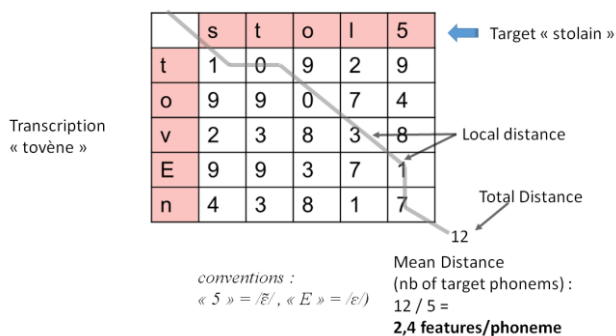 s t o l 5
Target « stolain »
t 1 0 9 2 9
o 9 9 0 7 4
v 2 3 8 3 8
E 9 9 3 7 1
n 4 3 8 1 7
Transcription
« tovène »
Local distance
Total Distance
12
conventions :
« 5 » = /ɛ̃/ , « E » = /ɛ/)
Mean Distance
(nb of target phonems) :
12 / 5 =
2,4 features/phoneme